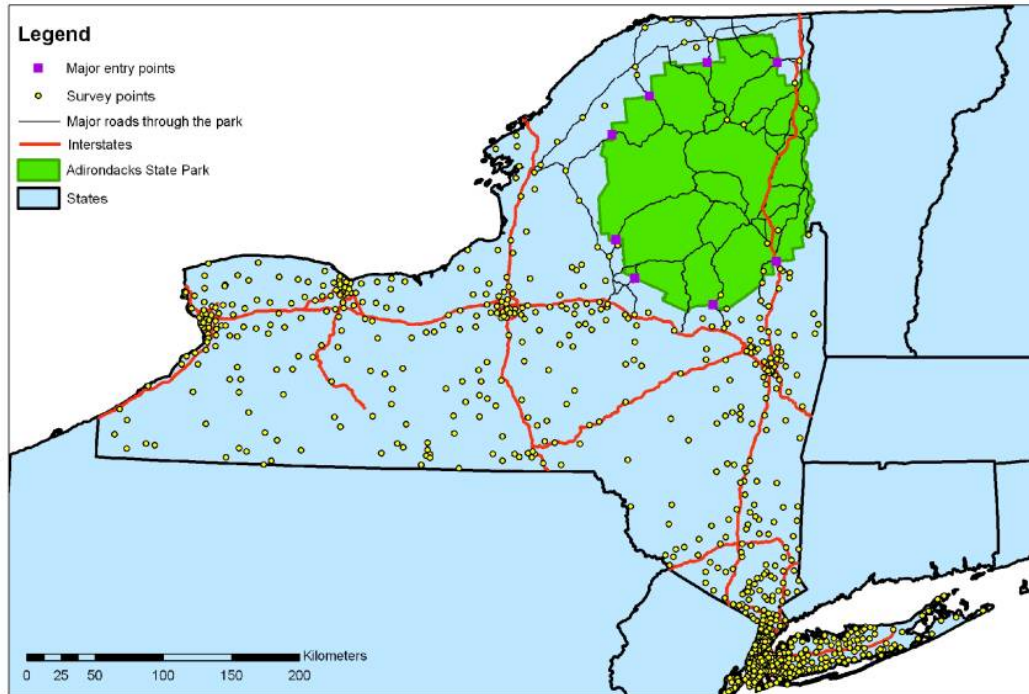 Legend
Major entry points
Survey points
Major roads through the park
Interstates
Adirondacks State Park
States
Kilometers
0 25 50 100 150 200